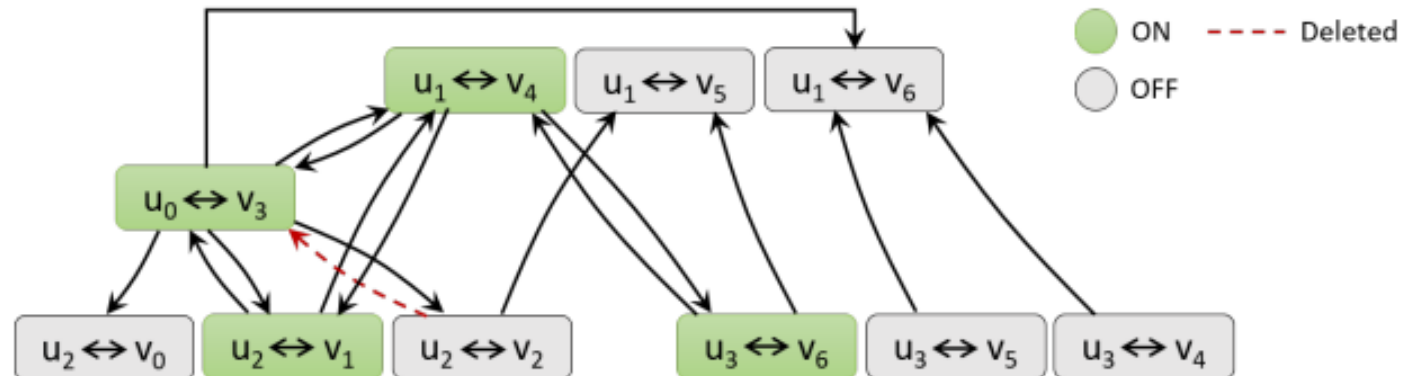 ON
Deleted
OFF
u₁ ↔ v₄
u₁ ↔ v₅
u₁ ↔ v₆
u₀ ↔ v₃
u₂ ↔ v₀
u₂ ↔ v₁
u₂ ↔ v₂
u₃ ↔ v₆
u₃ ↔ v₅
u₃ ↔ v₄